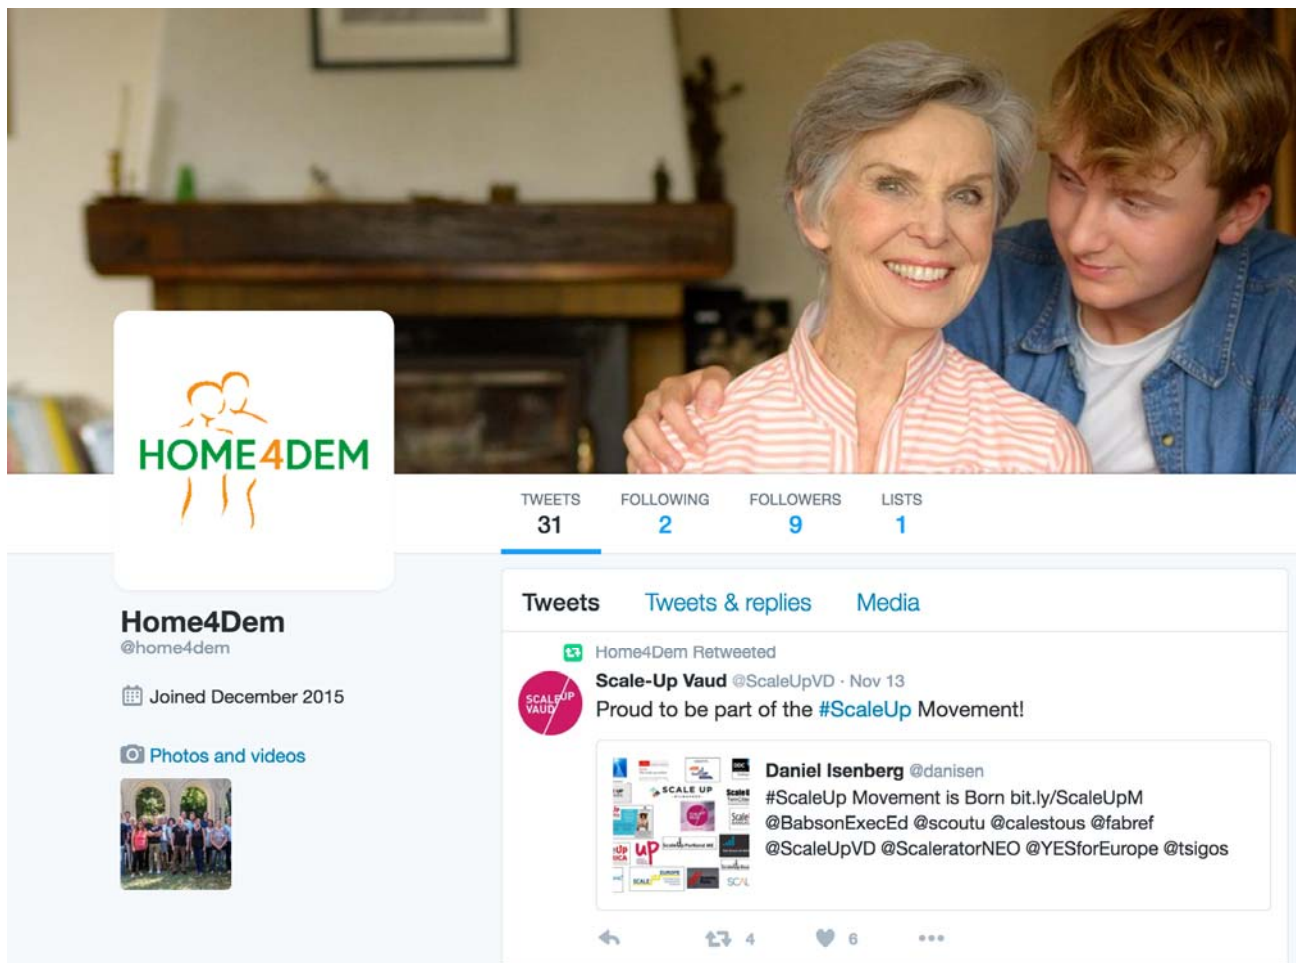 HOME4DEM
TWEETS
31
FOLLOWING
2
FOLLOWERS
9
LISTS
1
Home4Dem
@home4dem
Joined December 2015
Photos and videos
Tweets Tweets & replies Media
Home4Dem Retweeted
SCALEUP
VAUD
Scale-Up Vaud @ScaleUpVD · Nov 13
Proud to be part of the #ScaleUp Movement!
SCALE UP
Daniel Isenberg @danisen
#ScaleUp Movement is Born bit.ly/ScaleUpM
@BabsonExecEd @scoutu @calestous @fabref
@ScaleUpVD @ScaleratorNEO @YESforEurope @tsigos
4
6